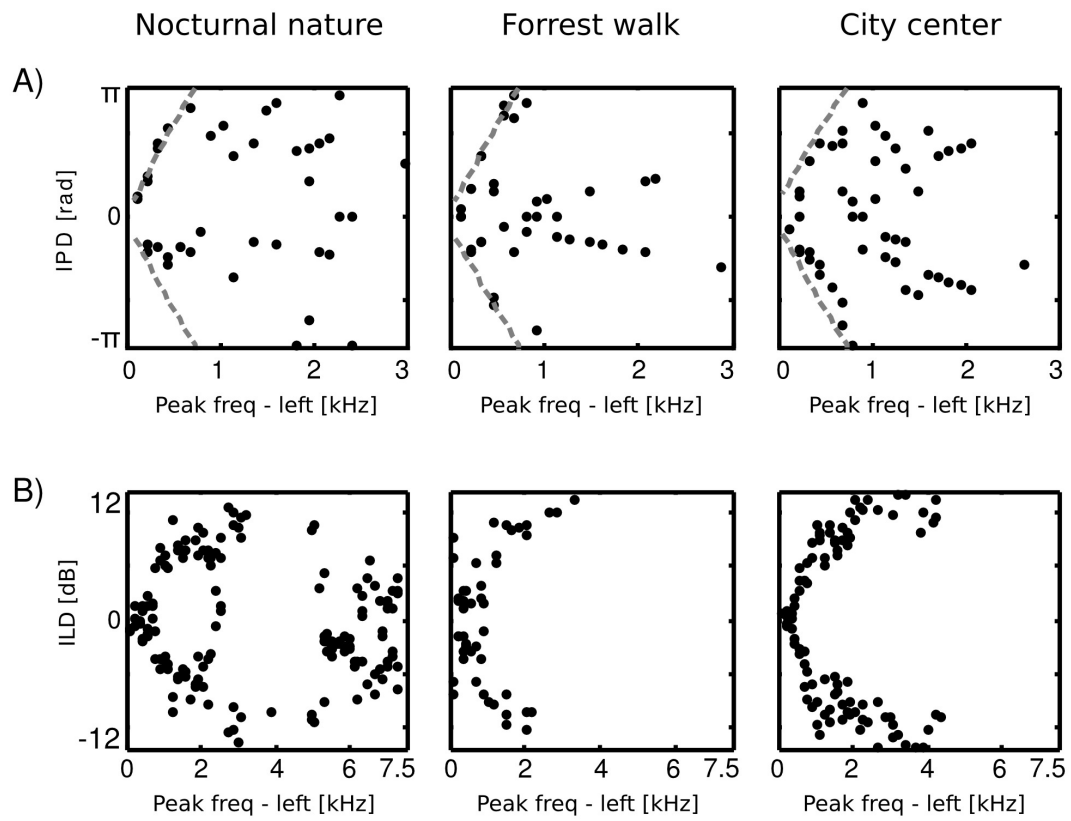 Nocturnal nature Forrest walk City center
A)
π
0
-π
IPD [rad]
0 1 2 3 0 1 2 3 0 1 2 3
Peak freq - left [kHz] Peak freq - left [kHz] Peak freq - left [kHz]
B)
12
0
-12
ILD [dB]
0 2 4 6 7.5 0 2 4 6 7.5 0 2 4 6 7.5
Peak freq - left [kHz] Peak freq - left [kHz] Peak freq - left [kHz]